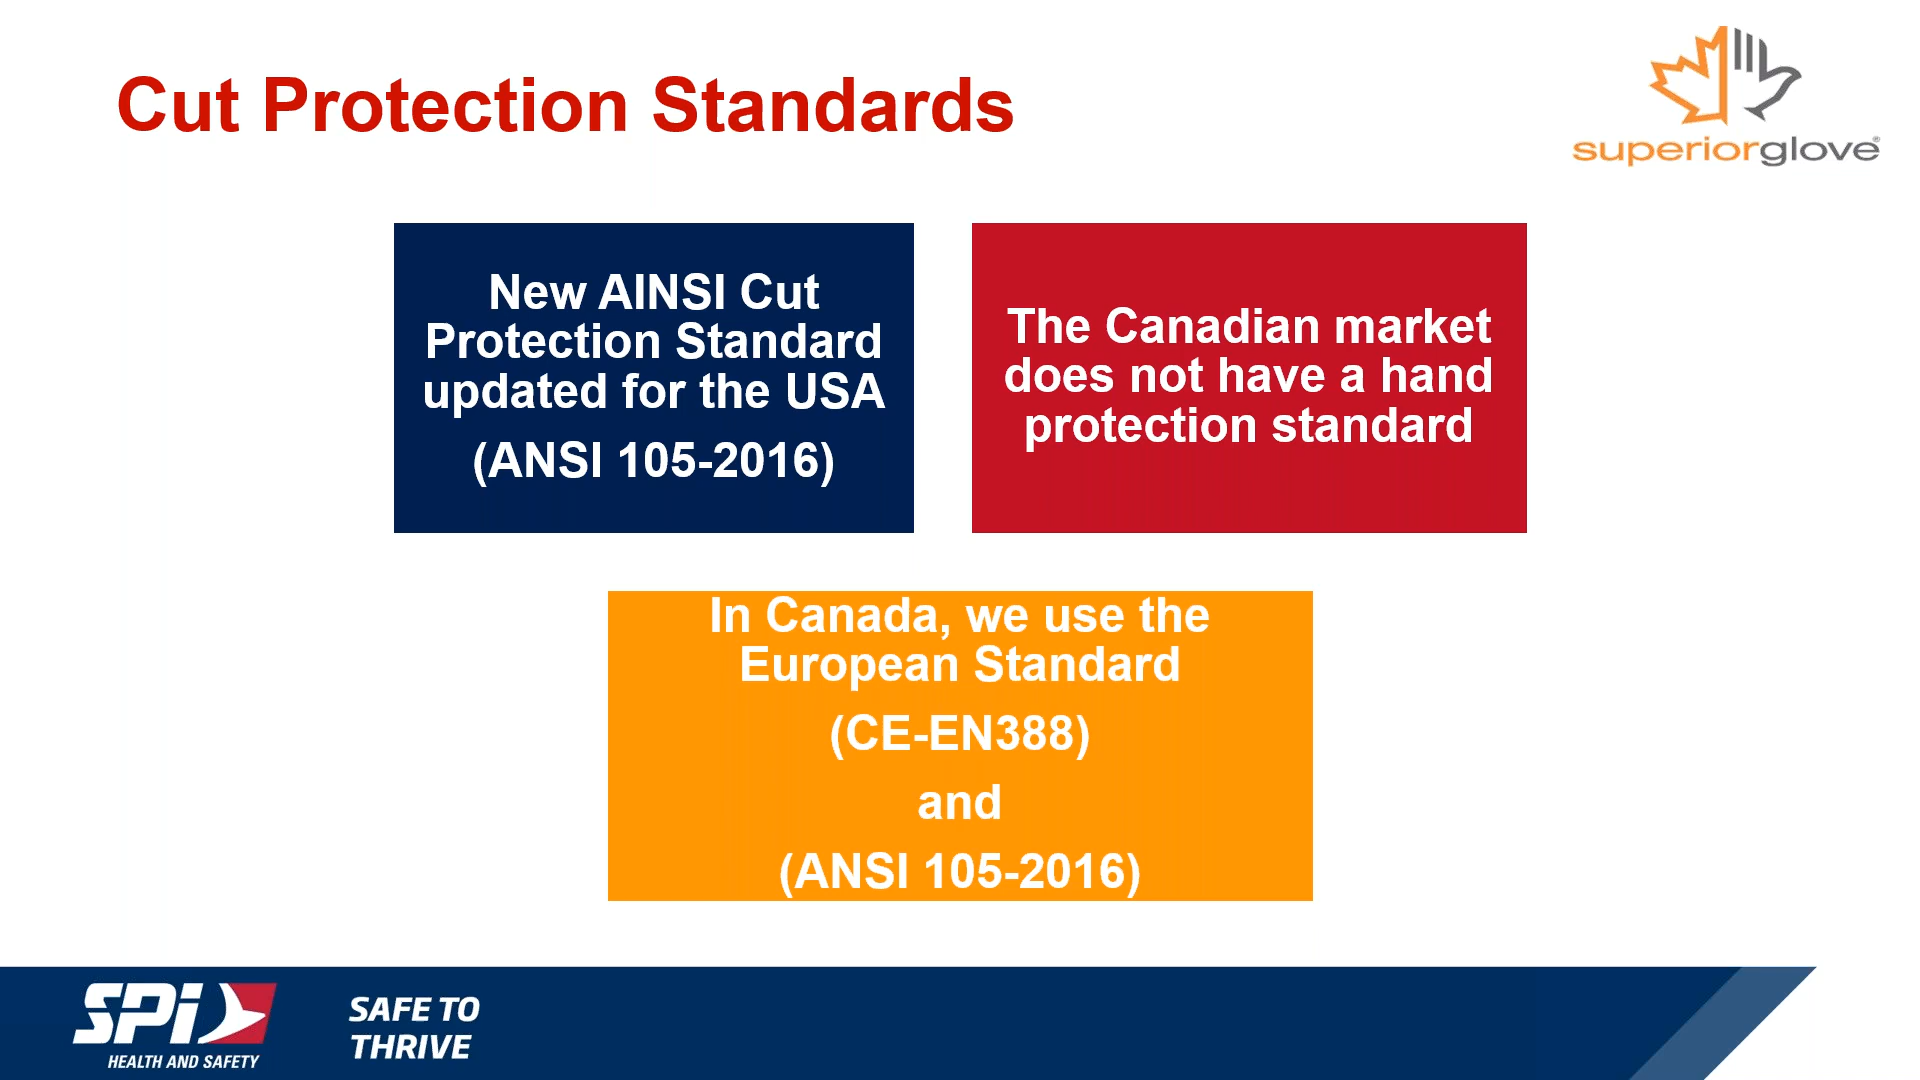 Cut Protection Standards
superiorglove®
New AINSI Cut
Protection Standard
updated for the USA
(ANSI 105-2016)
The Canadian market
does not have a hand
protection standard
In Canada, we use the
European Standard
(CE-EN388)
and
(ANSI 105-2016)
SPi
HEALTH AND SAFETY
SAFE TO
THRIVE